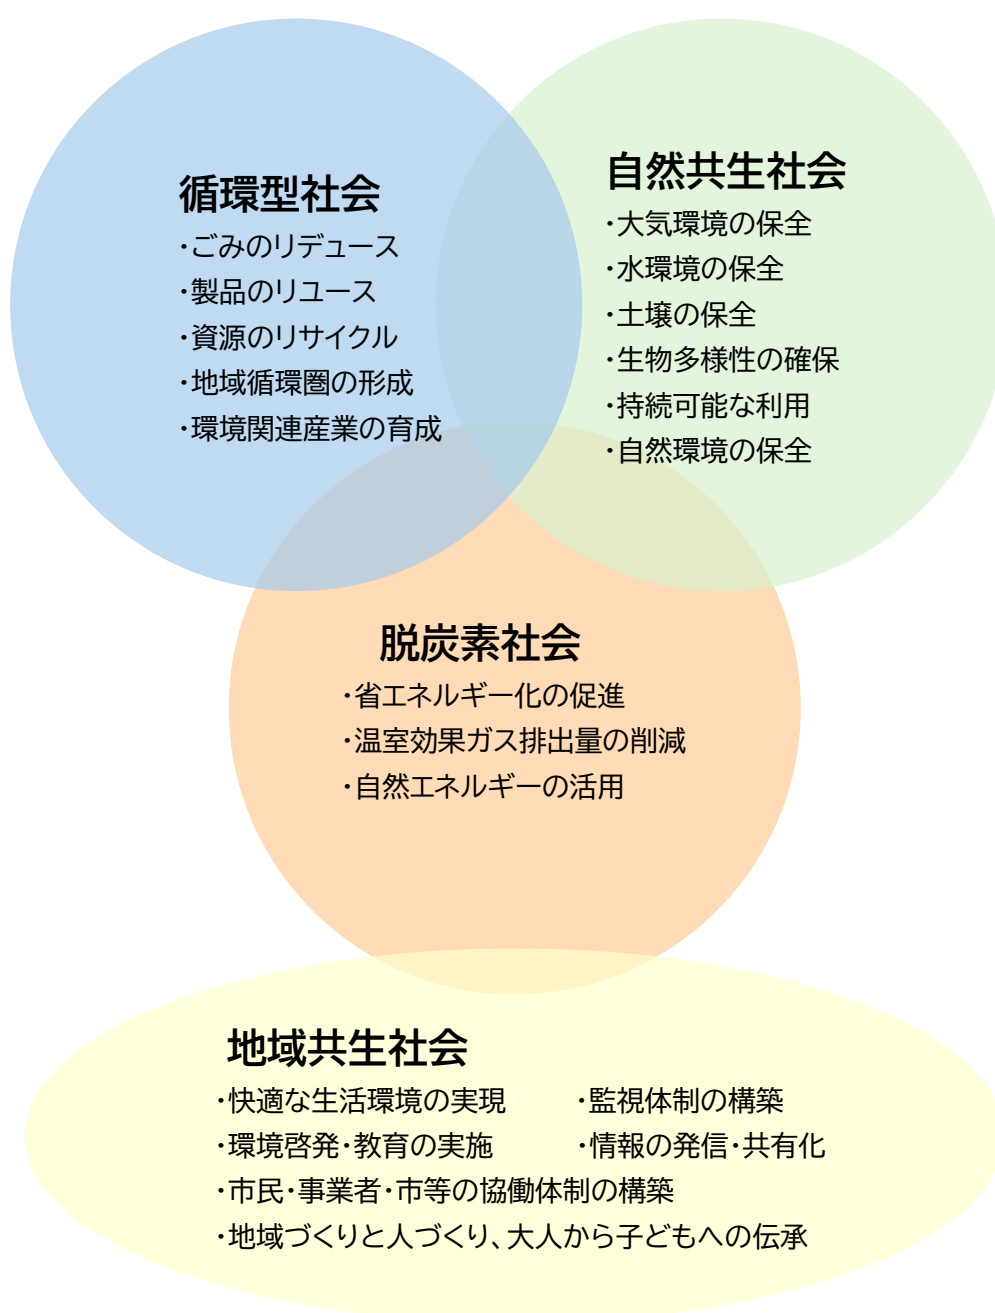 循環型社会
・ごみのリデュース
・製品のリユース
・資源のリサイクル
・地域循環圏の形成
・環境関連産業の育成
自然共生社会
・大気環境の保全
・水環境の保全
・土壌の保全
・生物多様性の確保
・持続可能な利用
・自然環境の保全
脱炭素社会
・省エネルギー化の促進
・温室効果ガス排出量の削減
・自然エネルギーの活用
地域共生社会
・快適な生活環境の実現　・監視体制の構築
・環境啓発・教育の実施　・情報の発信・共有化
・市民・事業者・市等の協働体制の構築
・地域づくりと人づくり、大人から子どもへの伝承